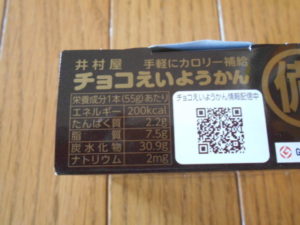 井村屋 手軽にカロリー補給
チョコえいようかん
栄養成分1本(55g)あたり
エネルギー 200kcal
たんぱく質 2.2g
脂質 7.5g
炭水化物 30.9g
ナトリウム 2mg
チョコえいようかん情報配信中
G